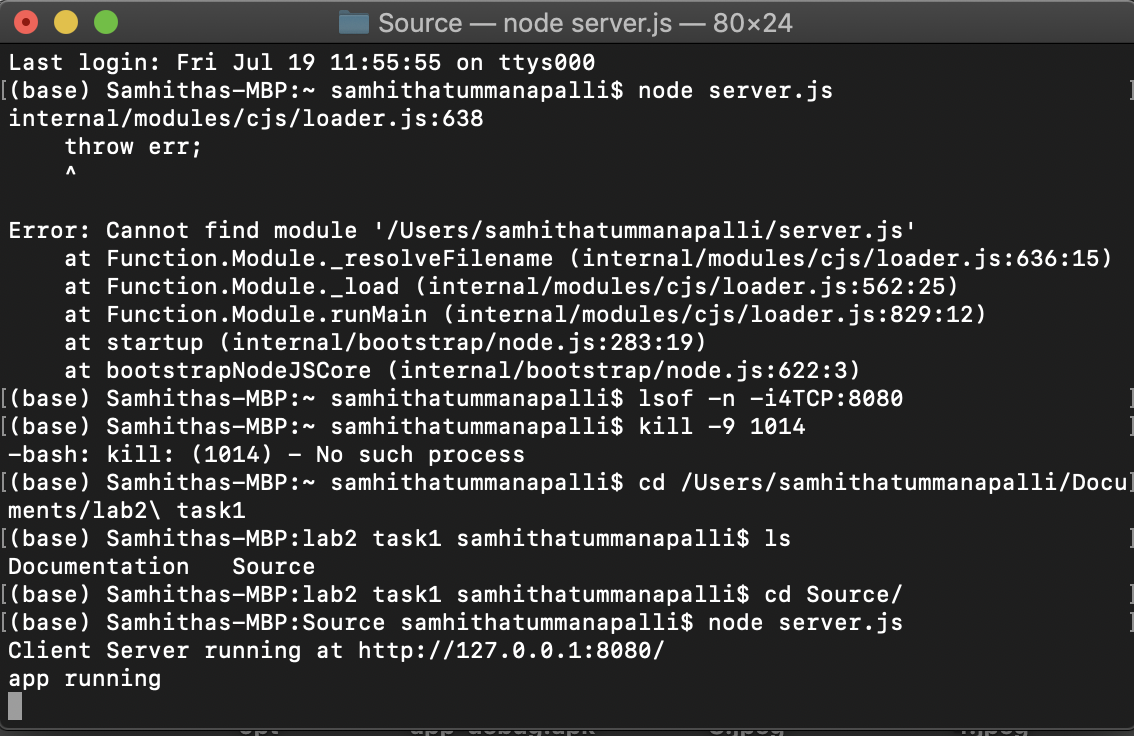 Source — node server.js — 80×24
Last login: Fri Jul 19 11:55:55 on ttys000
[(base) Samhithas-MBP:~ samhithatummanapalli$ node server.js ]
internal/modules/cjs/loader.js:638
    throw err;
    ^
Error: Cannot find module '/Users/samhithatummanapalli/server.js'
    at Function.Module._resolveFilename (internal/modules/cjs/loader.js:636:15)
    at Function.Module._load (internal/modules/cjs/loader.js:562:25)
    at Function.Module.runMain (internal/modules/cjs/loader.js:829:12)
    at startup (internal/bootstrap/node.js:283:19)
    at bootstrapNodeJSCore (internal/bootstrap/node.js:622:3)
[(base) Samhithas-MBP:~ samhithatummanapalli$ lsof -n -i4TCP:8080 ]
[(base) Samhithas-MBP:~ samhithatummanapalli$ kill -9 1014 ]
-bash: kill: (1014) - No such process
[(base) Samhithas-MBP:~ samhithatummanapalli$ cd /Users/samhithatummanapalli/Docu]
ments/lab2\ task1
[(base) Samhithas-MBP:lab2 task1 samhithatummanapalli$ ls ]
Documentation   Source
[(base) Samhithas-MBP:lab2 task1 samhithatummanapalli$ cd Source/ ]
[(base) Samhithas-MBP:Source samhithatummanapalli$ node server.js ]
Client Server running at http://127.0.0.1:8080/
app running